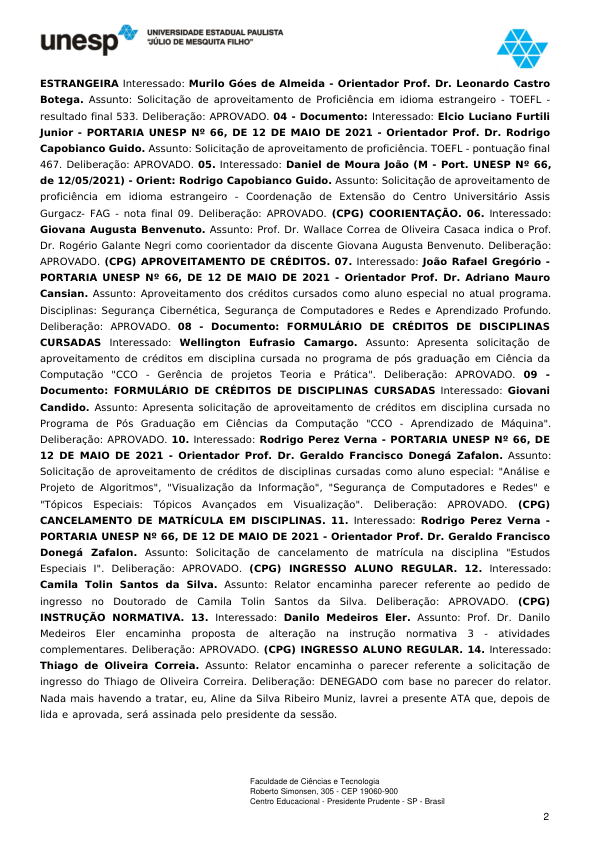 unesp
UNIVERSIDADE ESTADUAL PAULISTA
"JÚLIO DE MESQUITA FILHO"
ESTRANGEIRA Interessado: Murilo Góes de Almeida - Orientador Prof. Dr. Leonardo Castro
Botega. Assunto: Solicitação de aproveitamento de Proficiência em idioma estrangeiro - TOEFL -
resultado final 533. Deliberação: APROVADO. 04 - Documento: Interessado: Elcio Luciano Furtili
Junior - PORTARIA UNESP Nº 66, DE 12 DE MAIO DE 2021 - Orientador Prof. Dr. Rodrigo
Capobianco Guido. Assunto: Solicitação de aproveitamento de proficiência. TOEFL - pontuação final
467. Deliberação: APROVADO. 05. Interessado: Daniel de Moura João (M - Port. UNESP Nº 66,
de 12/05/2021) - Orient: Rodrigo Capobianco Guido. Assunto: Solicitação de aproveitamento de
proficiência em idioma estrangeiro - Coordenação de Extensão do Centro Universitário Assis
Gurgacz- FAG - nota final 09. Deliberação: APROVADO. (CPG) COORIENTAÇÃO. 06. Interessado:
Giovana Augusta Benvenuto. Assunto: Prof. Dr. Wallace Correa de Oliveira Casaca indica o Prof.
Dr. Rogério Galante Negri como coorientador da discente Giovana Augusta Benvenuto. Deliberação:
APROVADO. (CPG) APROVEITAMENTO DE CRÉDITOS. 07. Interessado: João Rafael Gregório -
PORTARIA UNESP Nº 66, DE 12 DE MAIO DE 2021 - Orientador Prof. Dr. Adriano Mauro
Cansian. Assunto: Aproveitamento dos créditos cursados como aluno especial no atual programa.
Disciplinas: Segurança Cibernética, Segurança de Computadores e Redes e Aprendizado Profundo.
Deliberação: APROVADO. 08 - Documento: FORMULÁRIO DE CRÉDITOS DE DISCIPLINAS
CURSADAS Interessado: Wellington Eufrasio Camargo. Assunto: Apresenta solicitação de
aproveitamento de créditos em disciplina cursada no programa de pós graduação em Ciência da
Computação "CCO - Gerência de projetos Teoria e Prática". Deliberação: APROVADO. 09 -
Documento: FORMULÁRIO DE CRÉDITOS DE DISCIPLINAS CURSADAS Interessado: Giovani
Candido. Assunto: Apresenta solicitação de aproveitamento de créditos em disciplina cursada no
Programa de Pós Graduação em Ciências da Computação "CCO - Aprendizado de Máquina".
Deliberação: APROVADO. 10. Interessado: Rodrigo Perez Verna - PORTARIA UNESP Nº 66, DE
12 DE MAIO DE 2021 - Orientador Prof. Dr. Geraldo Francisco Donegá Zafalon. Assunto:
Solicitação de aproveitamento de créditos de disciplinas cursadas como aluno especial: "Análise e
Projeto de Algoritmos", "Visualização da Informação", "Segurança de Computadores e Redes" e
"Tópicos Especiais: Tópicos Avançados em Visualização". Deliberação: APROVADO. (CPG)
CANCELAMENTO DE MATRÍCULA EM DISCIPLINAS. 11. Interessado: Rodrigo Perez Verna -
PORTARIA UNESP Nº 66, DE 12 DE MAIO DE 2021 - Orientador Prof. Dr. Geraldo Francisco
Donegá Zafalon. Assunto: Solicitação de cancelamento de matrícula na disciplina "Estudos
Especiais I". Deliberação: APROVADO. (CPG) INGRESSO ALUNO REGULAR. 12. Interessado:
Camila Tolin Santos da Silva. Assunto: Relator encaminha parecer referente ao pedido de
ingresso no Doutorado de Camila Tolin Santos da Silva. Deliberação: APROVADO. (CPG)
INSTRUÇÃO NORMATIVA. 13. Interessado: Danilo Medeiros Eler. Assunto: Prof. Dr. Danilo
Medeiros Eler encaminha proposta de alteração na instrução normativa 3 - atividades
complementares. Deliberação: APROVADO. (CPG) INGRESSO ALUNO REGULAR. 14. Interessado:
Thiago de Oliveira Correia. Assunto: Relator encaminha o parecer referente a solicitação de
ingresso do Thiago de Oliveira Correira. Deliberação: DENEGADO com base no parecer do relator.
Nada mais havendo a tratar, eu, Aline da Silva Ribeiro Muniz, lavrei a presente ATA que, depois de
lida e aprovada, será assinada pelo presidente da sessão.
Faculdade de Ciências e Tecnologia
Roberto Simonsen, 305 - CEP 19060-900
Centro Educacional - Presidente Prudente - SP - Brasil
2